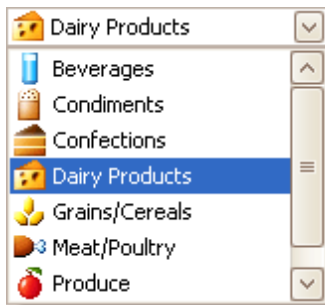 Dairy Products
Beverages
Condiments
Confections
Dairy Products
Grains/Cereals
Meat/Poultry
Produce